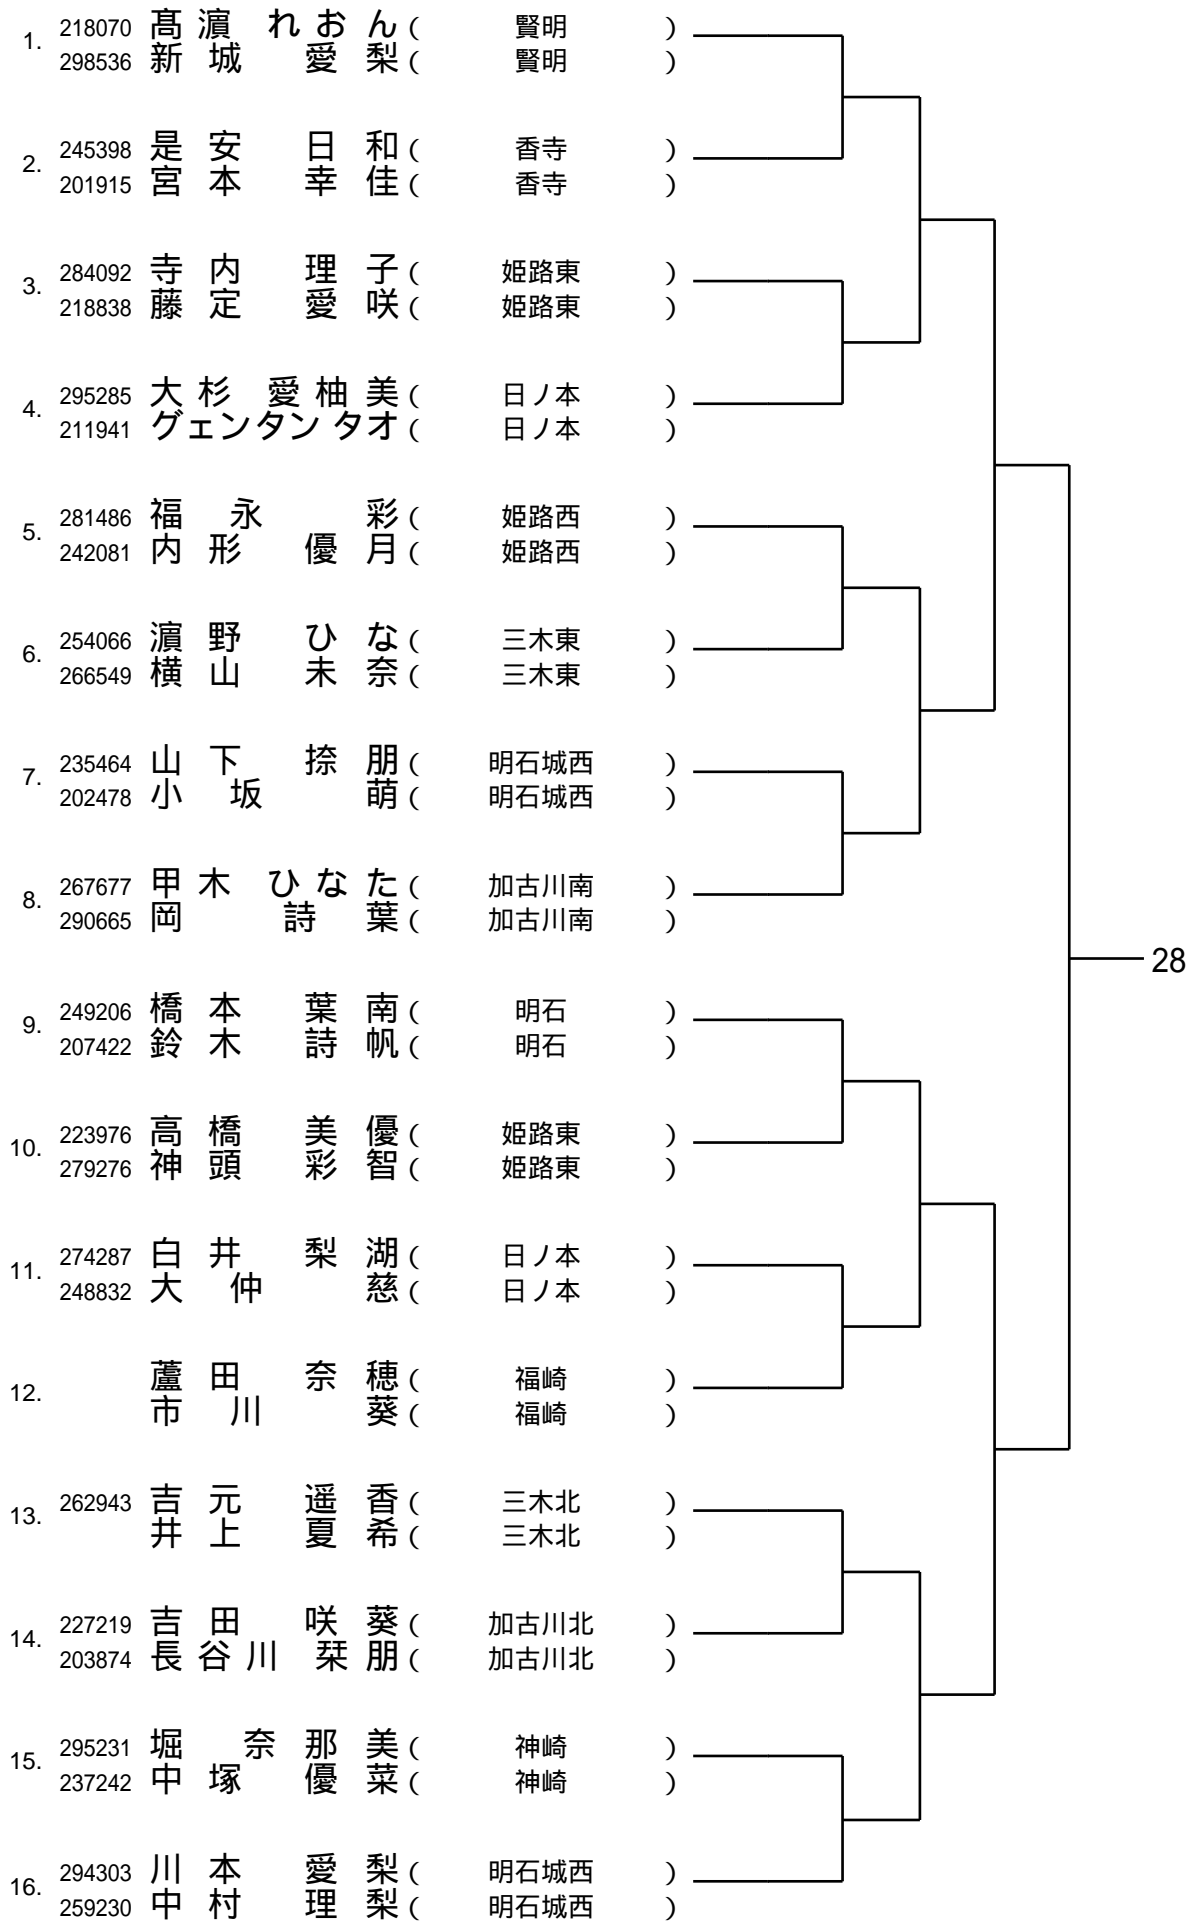 1. 218070 髙濵 れおん ( 賢明 )
298536 新城 愛梨 ( 賢明 )
2. 245398 是安 日和 ( 香寺 )
201915 宮本 幸佳 ( 香寺 )
3. 284092 寺内 理子 ( 姫路東 )
218838 藤定 愛咲 ( 姫路東 )
4. 295285 大杉 愛柚美 ( 日ノ本 )
211941 グェンタン タオ ( 日ノ本 )
5. 281486 福永 彩 ( 姫路西 )
242081 内形 優月 ( 姫路西 )
6. 254066 濵野 ひな ( 三木東 )
266549 横山 未奈 ( 三木東 )
7. 235464 山下 捺朋 ( 明石城西 )
202478 小坂 萌 ( 明石城西 )
8. 267677 甲木 ひなた ( 加古川南 )
290665 岡 詩葉 ( 加古川南 )
28
9. 249206 橋本 葉南 ( 明石 )
207422 鈴木 詩帆 ( 明石 )
10. 223976 高橋 美優 ( 姫路東 )
279276 神頭 彩智 ( 姫路東 )
11. 274287 白井 梨湖 ( 日ノ本 )
248832 大仲 慈 ( 日ノ本 )
12. 蘆田 奈穂 ( 福崎 )
市川 葵 ( 福崎 )
13. 262943 吉元 遥香 ( 三木北 )
井上 夏希 ( 三木北 )
14. 227219 吉田 咲葵 ( 加古川北 )
203874 長谷川 栞朋 ( 加古川北 )
15. 295231 堀 奈那美 ( 神崎 )
237242 中塚 優菜 ( 神崎 )
16. 294303 川本 愛梨 ( 明石城西 )
259230 中村 理梨 ( 明石城西 )